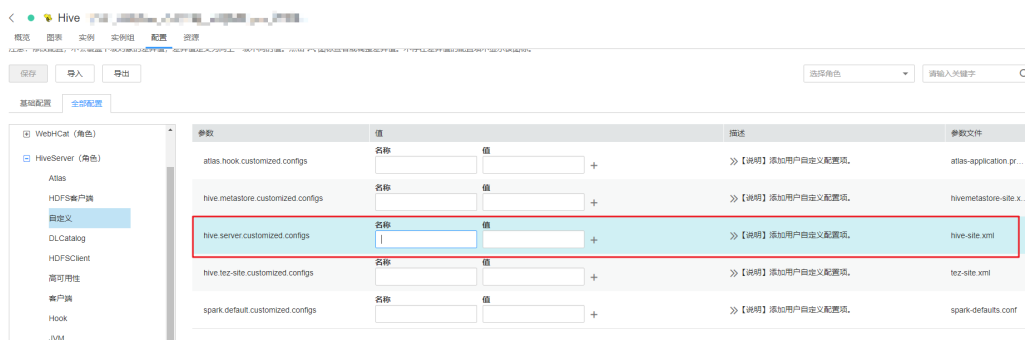 Hive
概览 图表 实例 实例组 配置 资源
保存 导入 导出 选择角色 请输入关键字
基础配置 全部配置
WebHCat（角色）
HiveServer（角色）
Atlas
HDFS客户端
自定义
DLCatalog
HDFSClient
高可用性
客户端
Hook
JVM
参数 值 描述 参数文件
名称 值
atlas.hook.customized.configs + 【说明】添加用户自定义配置项。 atlas-application.pr...
名称 值
hive.metastore.customized.configs + 【说明】添加用户自定义配置项。 hivemetastore-site.x...
名称 值
hive.server.customized.configs + 【说明】添加用户自定义配置项。 hive-site.xml
名称 值
hive.tez-site.customized.configs + 【说明】添加用户自定义配置项。 tez-site.xml
名称 值
spark.default.customized.configs + 【说明】添加用户自定义配置项。 spark-defaults.conf